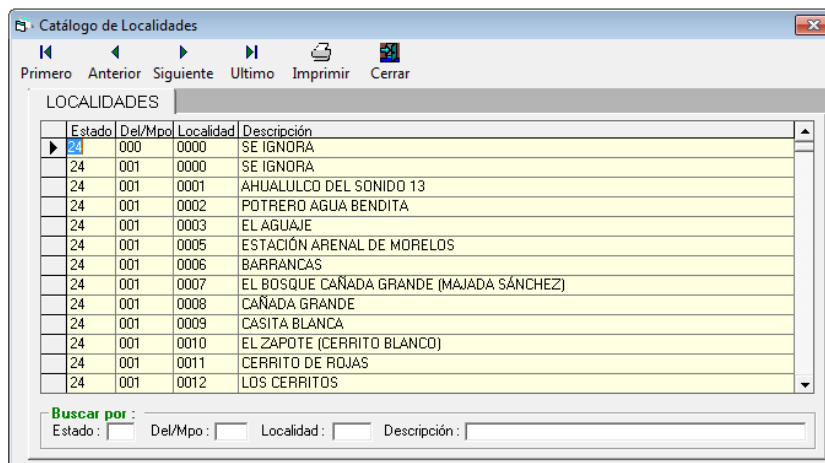 Catálogo de Localidades
Primero Anterior Siguiente Ultimo Imprimir Cerrar
LOCALIDADES
Estado Del/Mpo Localidad Descripción
24 000 0000 SE IGNORA
24 001 0000 SE IGNORA
24 001 0001 AHUALULCO DEL SONIDO 13
24 001 0002 POTRERO AGUA BENDITA
24 001 0003 EL AGUAJE
24 001 0005 ESTACIÓN ARENAL DE MORELOS
24 001 0006 BARRANCAS
24 001 0007 EL BOSQUE CAÑADA GRANDE (MAJADA SÁNCHEZ)
24 001 0008 CAÑADA GRANDE
24 001 0009 CASITA BLANCA
24 001 0010 EL ZAPOTE (CERRITO BLANCO)
24 001 0011 CERRITO DE ROJAS
24 001 0012 LOS CERRITOS
Buscar por :
Estado : Del/Mpo : Localidad : Descripción :